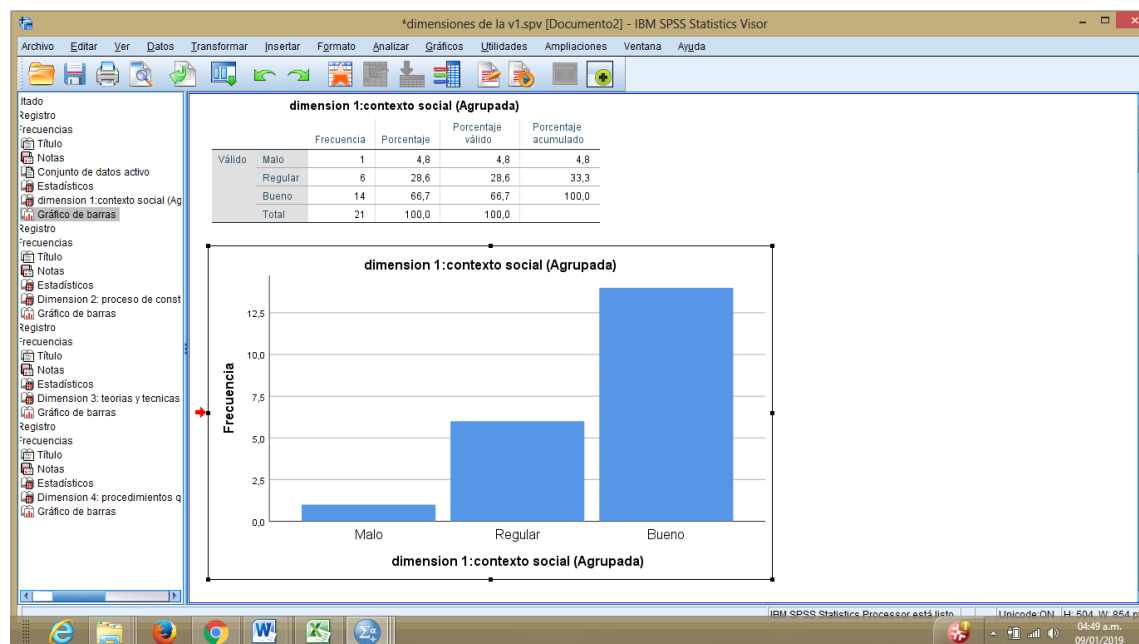 *dimensiones de la v1.spv [Documento2] - IBM SPSS Statistics Visor
Archivo Editar Ver Datos Transformar Insertar Formato Analizar Gráficos Utilidades Ampliaciones Ventana Ayuda
ltado
Registro
Frecuencias
Título
Notas
Conjunto de datos activo
Estadísticos
dimension 1:contexto social (Ag
Gráfico de barras
Registro
Frecuencias
Título
Notas
Estadísticos
Dimension 2: proceso de const
Gráfico de barras
Registro
Frecuencias
Título
Notas
Estadísticos
Dimension 3: teorias y tecnicas
Gráfico de barras
Registro
Frecuencias
Título
Notas
Estadísticos
Dimension 4: procedimientos q
Gráfico de barras
dimension 1:contexto social (Agrupada)
Frecuencia Porcentaje Porcentaje válido Porcentaje acumulado
Válido Malo 1 4,8 4,8 4,8
Regular 6 28,6 28,6 33,3
Bueno 14 66,7 66,7 100,0
Total 21 100,0 100,0
dimension 1:contexto social (Agrupada)
Frecuencia
12,5
10,0
7,5
5,0
2,5
0,0
Malo Regular Bueno
dimension 1:contexto social (Agrupada)
IBM SPSS Statistics Processor está listo Unicode:ON H: 504, W: 854 p
04:49 a.m.
09/01/2019